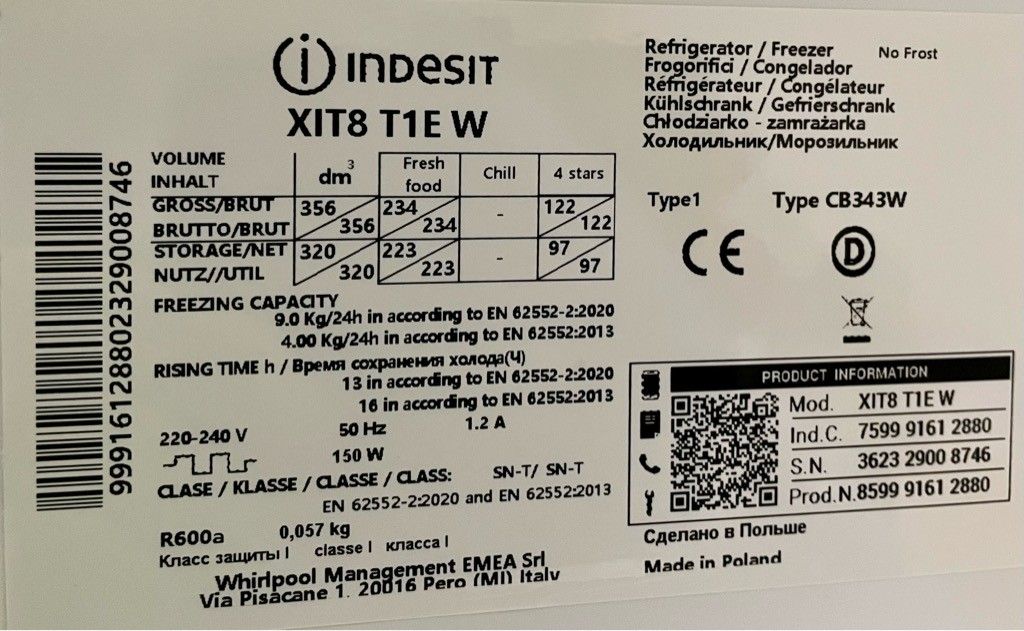 INDESIT
XIT8 T1E W
Refrigerator / Freezer No Frost
Frogorifici / Congelador
Réfrigérateur / Congélateur
Kühlschrank / Gefrierschrank
Chłodziarko - zamrażarka
Холодильник/Морозильник
VOLUME
INHALT
dm3
Fresh food
Chill
4 stars
GROSS/BRUT
BRUTTO/BRUT
356 356
234 234
-
122 122
STORAGE/NET
NUTZ//UTIL
320 320
223 223
-
97 97
FREEZING CAPACITY
9.0 Kg/24h in according to EN 62552-2:2020
4.00 Kg/24h in according to EN 62552:2013
RISING TIME h / Время сохранения холода(Ч)
13 in according to EN 62552-2:2020
16 in according to EN 62552:2013
220-240 V 50 Hz 1.2 A
150 W
CLASE / KLASSE / CLASSE / CLASS: SN-T/ SN-T
EN 62552-2:2020 and EN 62552:2013
R600a 0,057 kg
Класс защиты I classe I класса I
Whirlpool Management EMEA Srl
Via Pisacane 1, 20016 Pero (MI) Italy
999161288023290087​46
Type1 Type CB343W
CE
D
PRODUCT INFORMATION
Mod. XIT8 T1E W
Ind.C. 7599 9161 2880
S.N. 3623 2900 8746
Prod.N. 8599 9161 2880
Сделано в Польше
Made in Poland